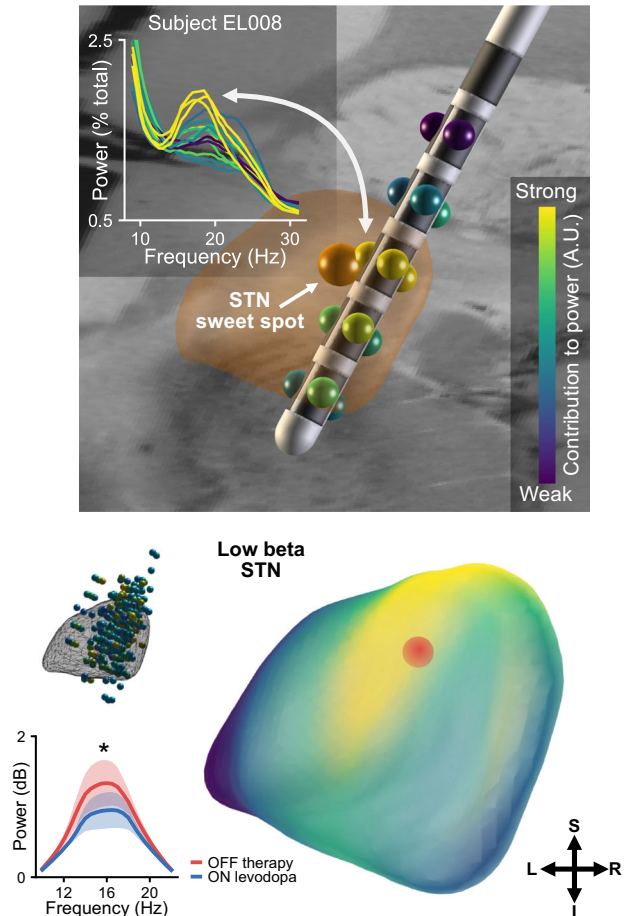 Subject EL008
2.5
Power (% total)
0.5
10
20
30
Frequency (Hz)
STN
sweet spot
Strong
Contribution to power (A.U.)
Weak
Low beta
STN
2
Power (dB)
0
*
12
16
20
Frequency (Hz)
OFF therapy
ON levodopa
S
L
R
I